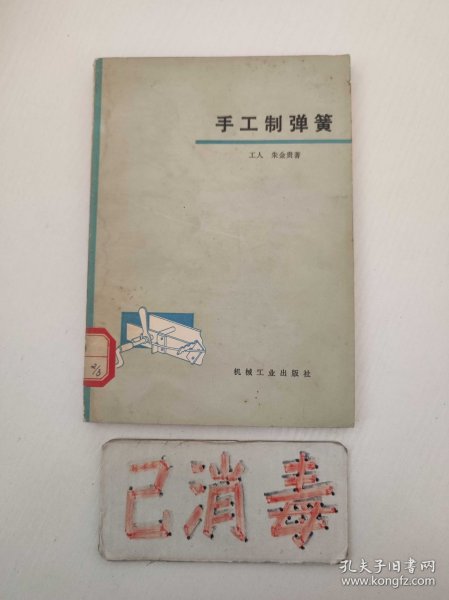 手工制弹簧
工人 朱金贵著
机械工业出版社
已消毒
孔夫子旧书网
www.kongfz.com